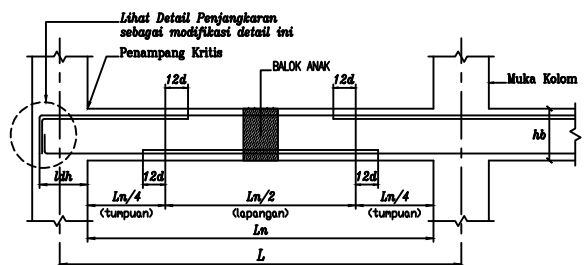 Lihat Detail Penjangkaran
sebagai modifikasi detail ini
Penampang Kritis
12d
BALOK ANAK
12d
Muka Kolom
hb
ldh
12d
12d
Ln/4
(tumpuan)
Ln/2
(lapangan)
Ln/4
(tumpuan)
Ln
L